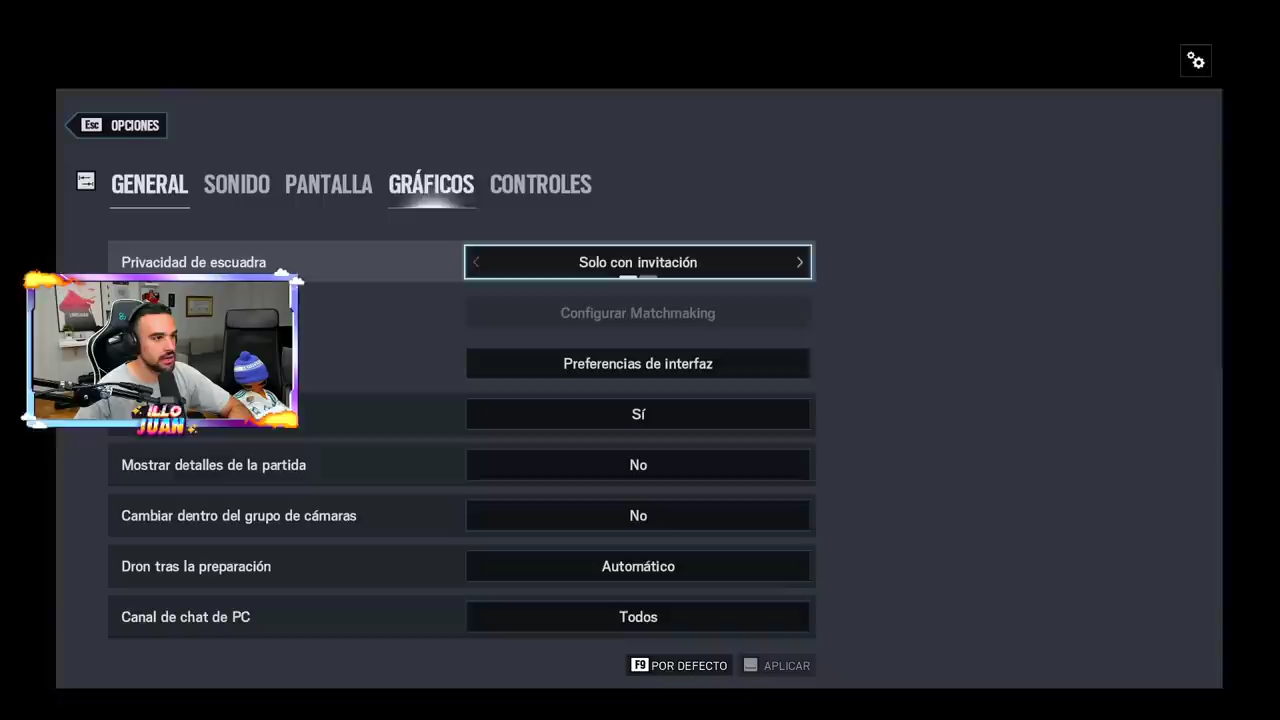 Esc OPCIONES
GENERAL SONIDO PANTALLA GRÁFICOS CONTROLES
Privacidad de escuadra Solo con invitación
Configurar Matchmaking
Preferencias de interfaz
Sí
Mostrar detalles de la partida No
Cambiar dentro del grupo de cámaras No
Dron tras la preparación Automático
Canal de chat de PC Todos
F9 POR DEFECTO APLICAR
ILLO
JUAN